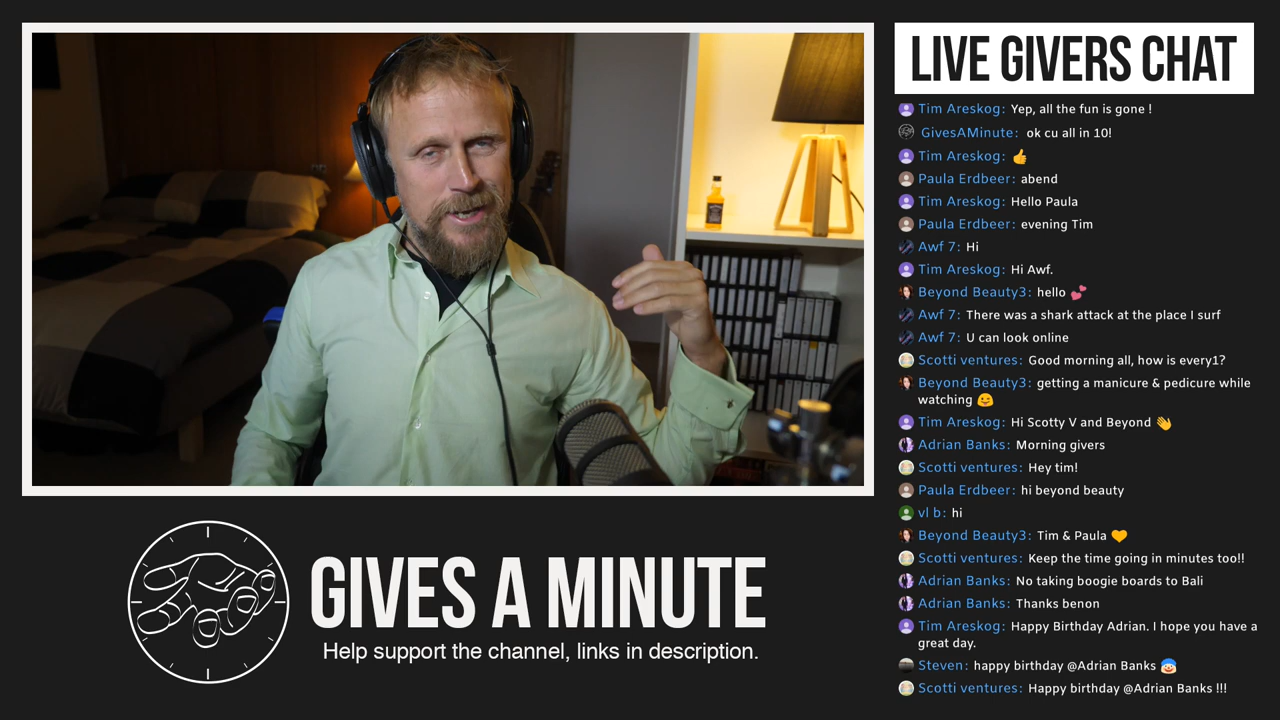 LIVE GIVERS CHAT
Tim Areskog: Yep, all the fun is gone !
GivesAMinute: ok cu all in 10!
Tim Areskog: 👍
Paula Erdbeer: abend
Tim Areskog: Hello Paula
Paula Erdbeer: evening Tim
Awf 7: Hi
Tim Areskog: Hi Awf.
Beyond Beauty3: hello 💕
Awf 7: There was a shark attack at the place I surf
Awf 7: U can look online
Scotti ventures: Good morning all, how is every1?
Beyond Beauty3: getting a manicure & pedicure while
watching 🤗
Tim Areskog: Hi Scotty V and Beyond 👋
Adrian Banks: Morning givers
Scotti ventures: Hey tim!
Paula Erdbeer: hi beyond beauty
vl b: hi
Beyond Beauty3: Tim & Paula 🧡
Scotti ventures: Keep the time going in minutes too!!
Adrian Banks: No taking boogie boards to Bali
Adrian Banks: Thanks benon
Tim Areskog: Happy Birthday Adrian. I hope you have a
great day.
Steven: happy birthday @Adrian Banks 🤡
Scotti ventures: Happy birthday @Adrian Banks !!!
GIVES A MINUTE
Help support the channel, links in description.